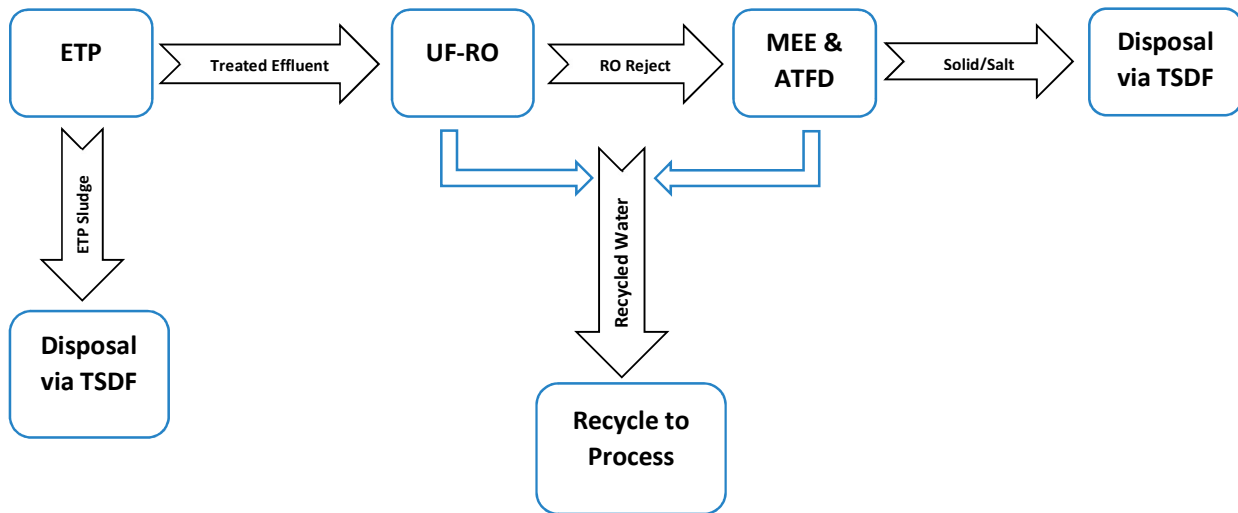 ETP
Treated Effluent
UF-RO
RO Reject
MEE &
ATFD
Solid/Salt
Disposal
via TSDF
ETP Sludge
Recycled Water
Disposal
via TSDF
Recycle to
Process